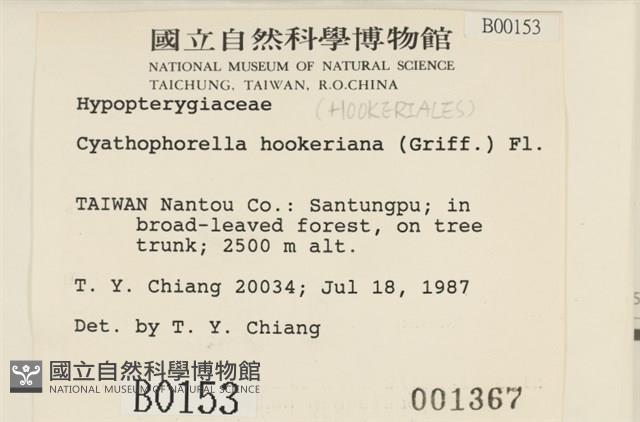 B00153
國立自然科學博物館
NATIONAL MUSEUM OF NATURAL SCIENCE
TAICHUNG, TAIWAN, R.O.CHINA
Hypopterygiaceae (HOOKERIALES)
Cyathophorella hookeriana (Griff.) Fl.
TAIWAN Nantou Co.: Santungpu; in
broad-leaved forest, on tree
trunk; 2500 m alt.
T. Y. Chiang 20034; Jul 18, 1987
Det. by T. Y. Chiang
國立自然科學博物館
NATIONAL MUSEUM OF NATURAL SCIENCE
B0153
001367